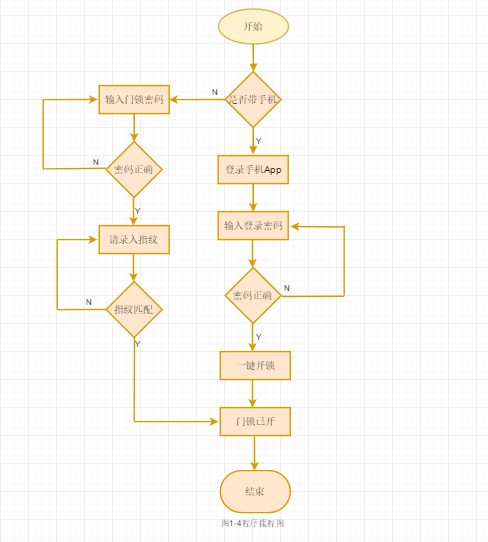 开始
是否带手机
N
Y
输入门锁密码
登录手机App
密码正确
N
Y
输入登录密码
请录入指纹
密码正确
N
Y
指纹匹配
N
Y
一键开锁
门锁已开
结束
图1-4程序流程图